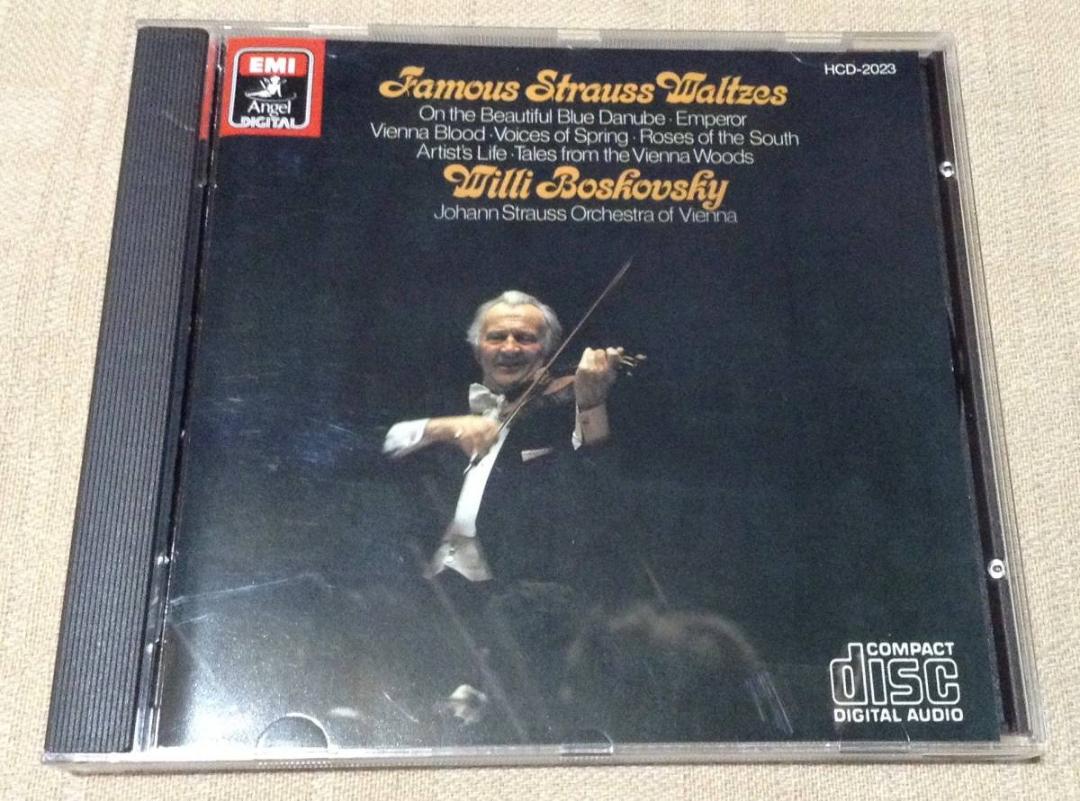 EMI
Angel
DIGITAL
HCD-2023
Famous Strauss Waltzes
On the Beautiful Blue Danube · Emperor
Vienna Blood · Voices of Spring · Roses of the South
Artist's Life · Tales from the Vienna Woods
Willi Boskovsky
Johann Strauss Orchestra of Vienna
COMPACT
disc
DIGITAL AUDIO